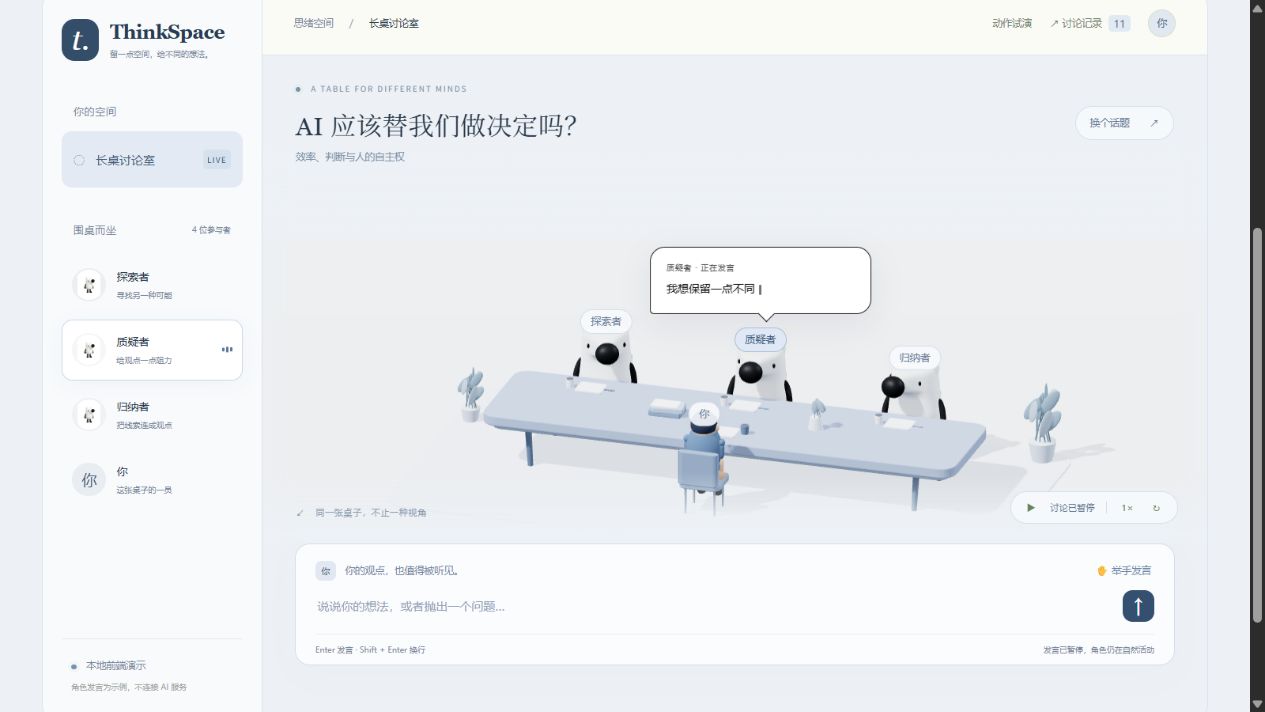 t.
ThinkSpace
留一点空间，给不同的想法。
你的空间
长桌讨论室
LIVE
围桌而坐
4 位参与者
探索者
寻找另一种可能
质疑者
给观点一点阻力
归纳者
把线索连成观点
你
你
这张桌子的一员
本地前端演示
角色发言为示例，不连接 AI 服务
思绪空间 / 长桌讨论室
动作试演
↗ 讨论记录 11
你
A TABLE FOR DIFFERENT MINDS
AI 应该替我们做决定吗？
效率、判断与人的自主权
换个话题 ↗
质疑者 · 正在发言
我想保留一点不同
探索者
质疑者
归纳者
你
↙ 同一张桌子，不止一种视角
讨论已暂停
1×
↻
你
你的观点，也值得被听见。
举手发言
说说你的想法，或者抛出一个问题...
↑
Enter 发言 · Shift + Enter 换行
发言已暂停，角色仍在自然活动